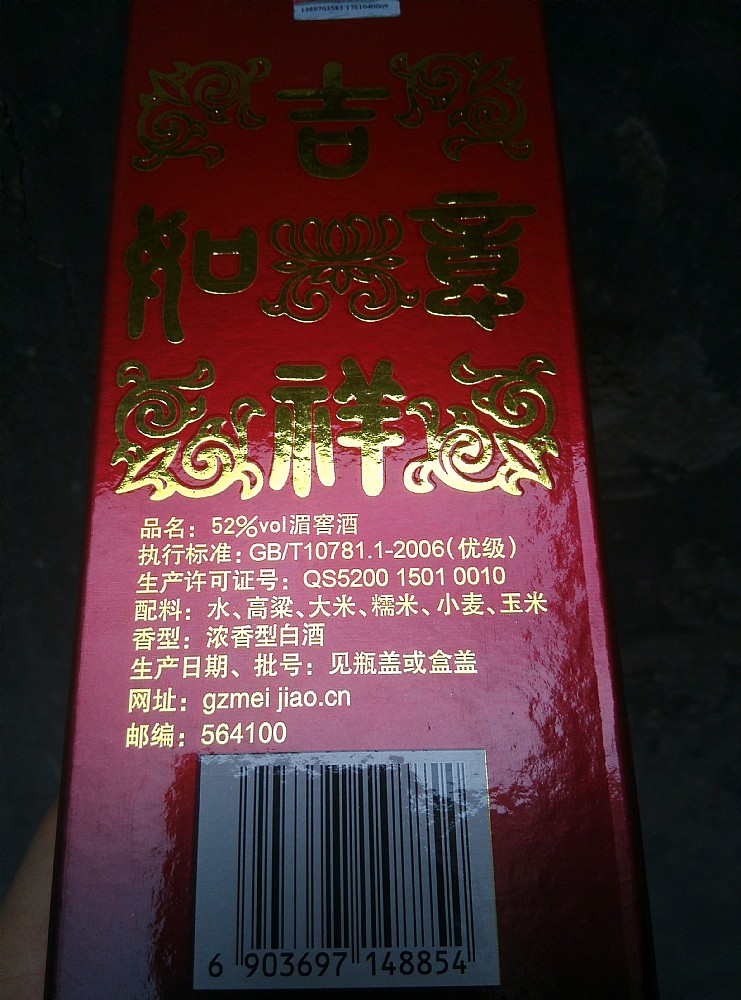 吉
如 意
祥
品名：52%vol湄窖酒
执行标准：GB/T10781.1-2006(优级)
生产许可证号：QS5200 1501 0010
配料：水、高粱、大米、糯米、小麦、玉米
香型：浓香型白酒
生产日期、批号：见瓶盖或盒盖
网址：gzmeijiao.cn
邮编：564100
6 903697 148854